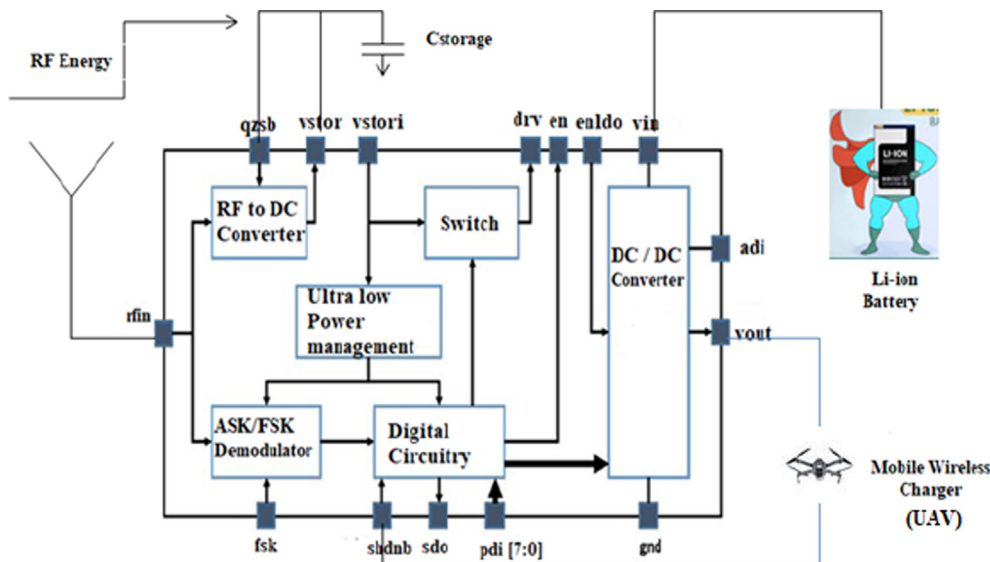 RF Energy
Cstorage
qzsb
vstor
vstori
drv
en
enldo
vin
LI-ION
RF to DC
Converter
Switch
DC / DC
Converter
adi
Li-ion
Battery
Ultra low
Power
management
rfin
vout
ASK/FSK
Demodulator
Digital
Circuitry
Mobile Wireless
Charger
(UAV)
fsk
shdnb
sdo
pdi [7:0]
gnd